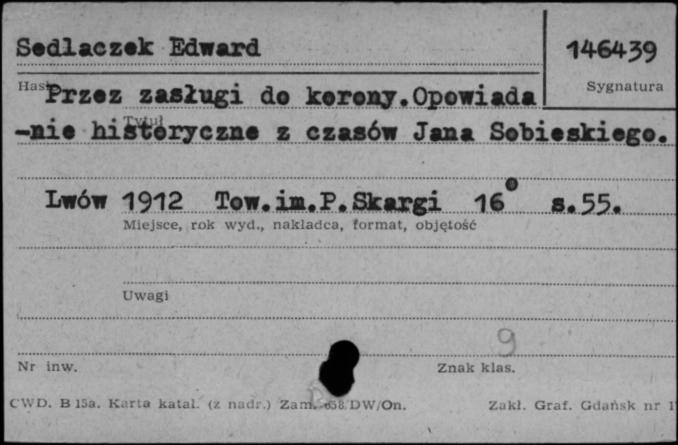 Sedlaczek Edward
146439
Hasło
Sygnatura
Przez zasługi do korony.Opowiada
-nie historyczne z czasów Jana Sobieskiego.
Tytuł
Lwów 1912 Tow.im.P.Skargi 16° s.55.
Miejsce, rok wyd., nakładca, format, objętość
Uwagi
9
Nr inw.
Znak klas.
CWD. B 15a. Karta katal. (z nadr.) Zam. 658/DW/On.
Zakł. Graf. Gdańsk nr 1